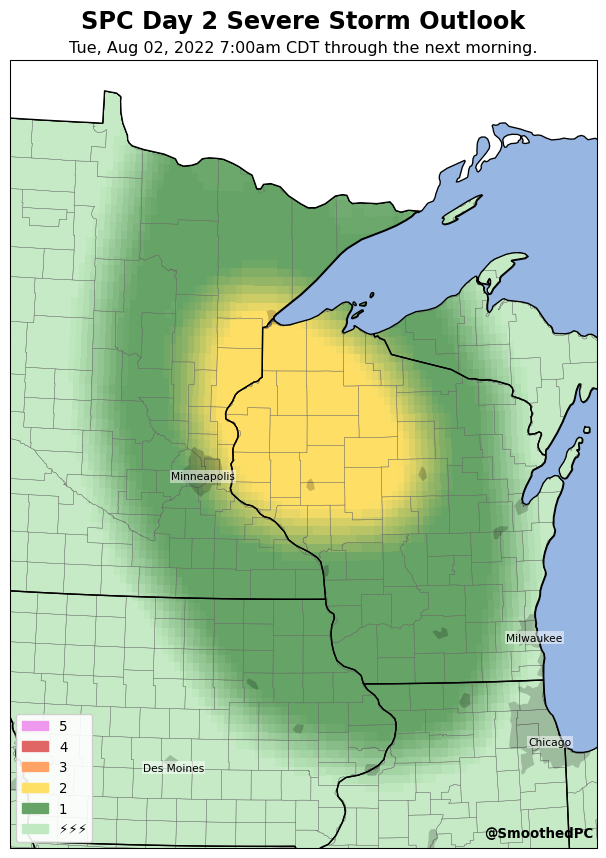 SPC Day 2 Severe Storm Outlook
Tue, Aug 02, 2022 7:00am CDT through the next morning.
Minneapolis
Milwaukee
Chicago
Des Moines
5
4
3
2
1
⚡⚡⚡
@SmoothedPC